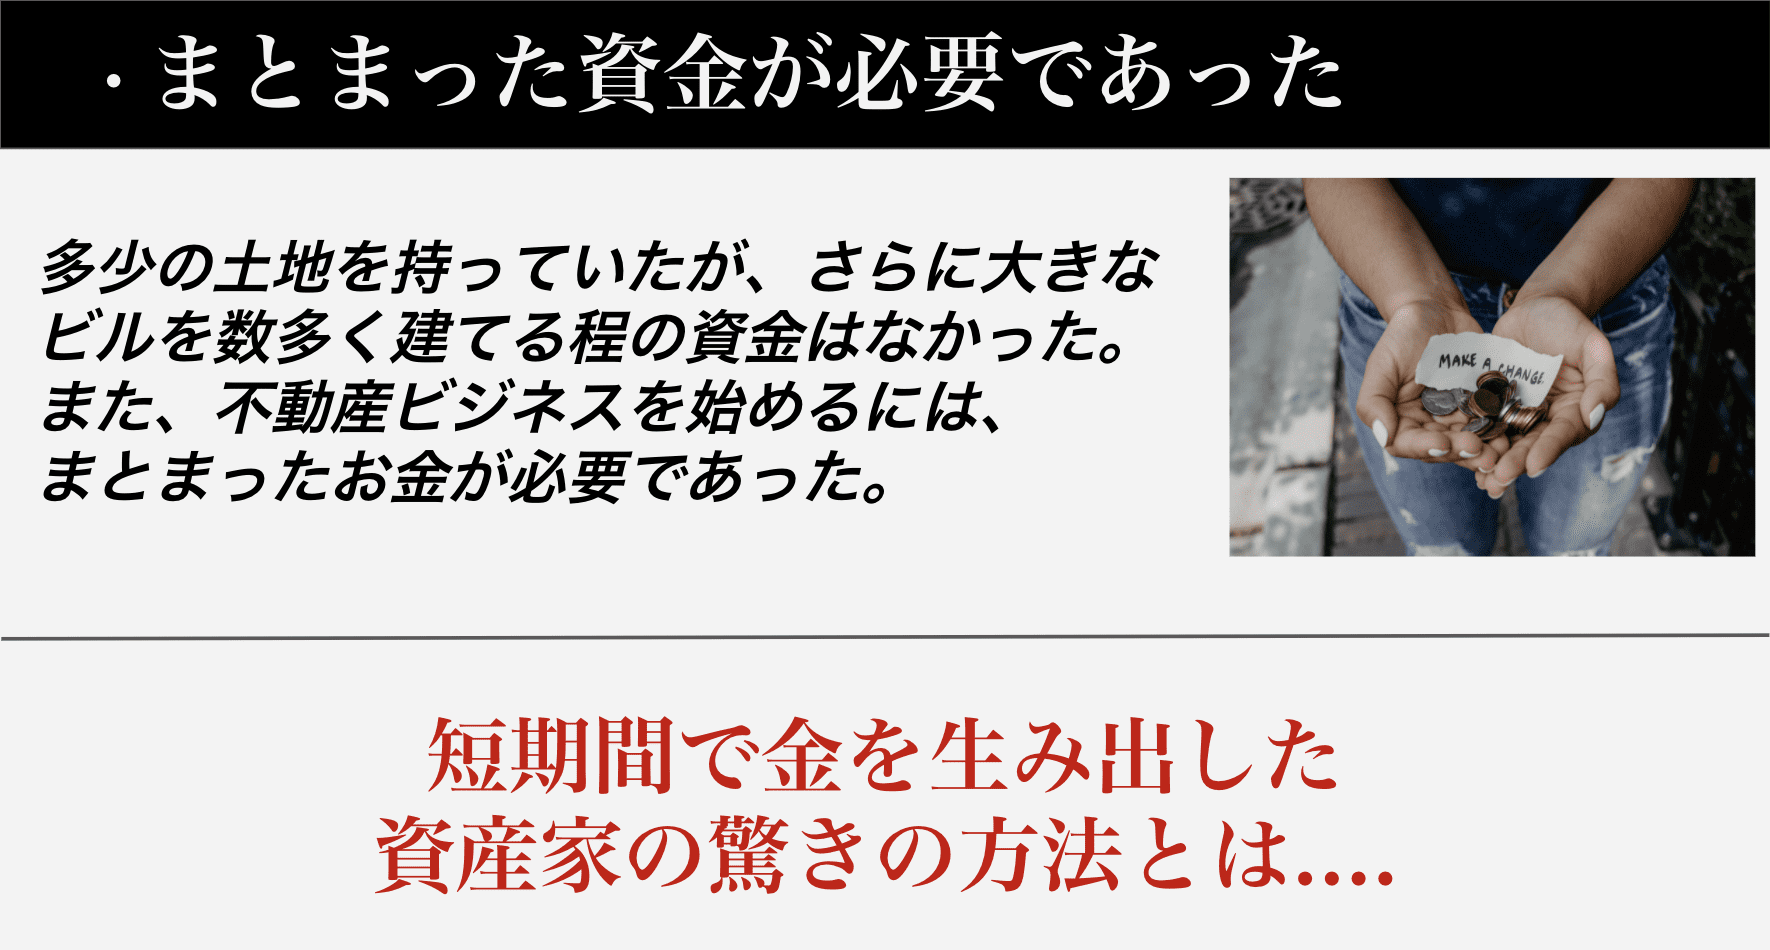 ・まとまった資金が必要であった
多少の土地を持っていたが、さらに大きな
ビルを数多く建てる程の資金はなかった。
また、不動産ビジネスを始めるには、
まとまったお金が必要であった。
MAKE A CHANGE
短期間で金を生み出した
資産家の驚きの方法とは....